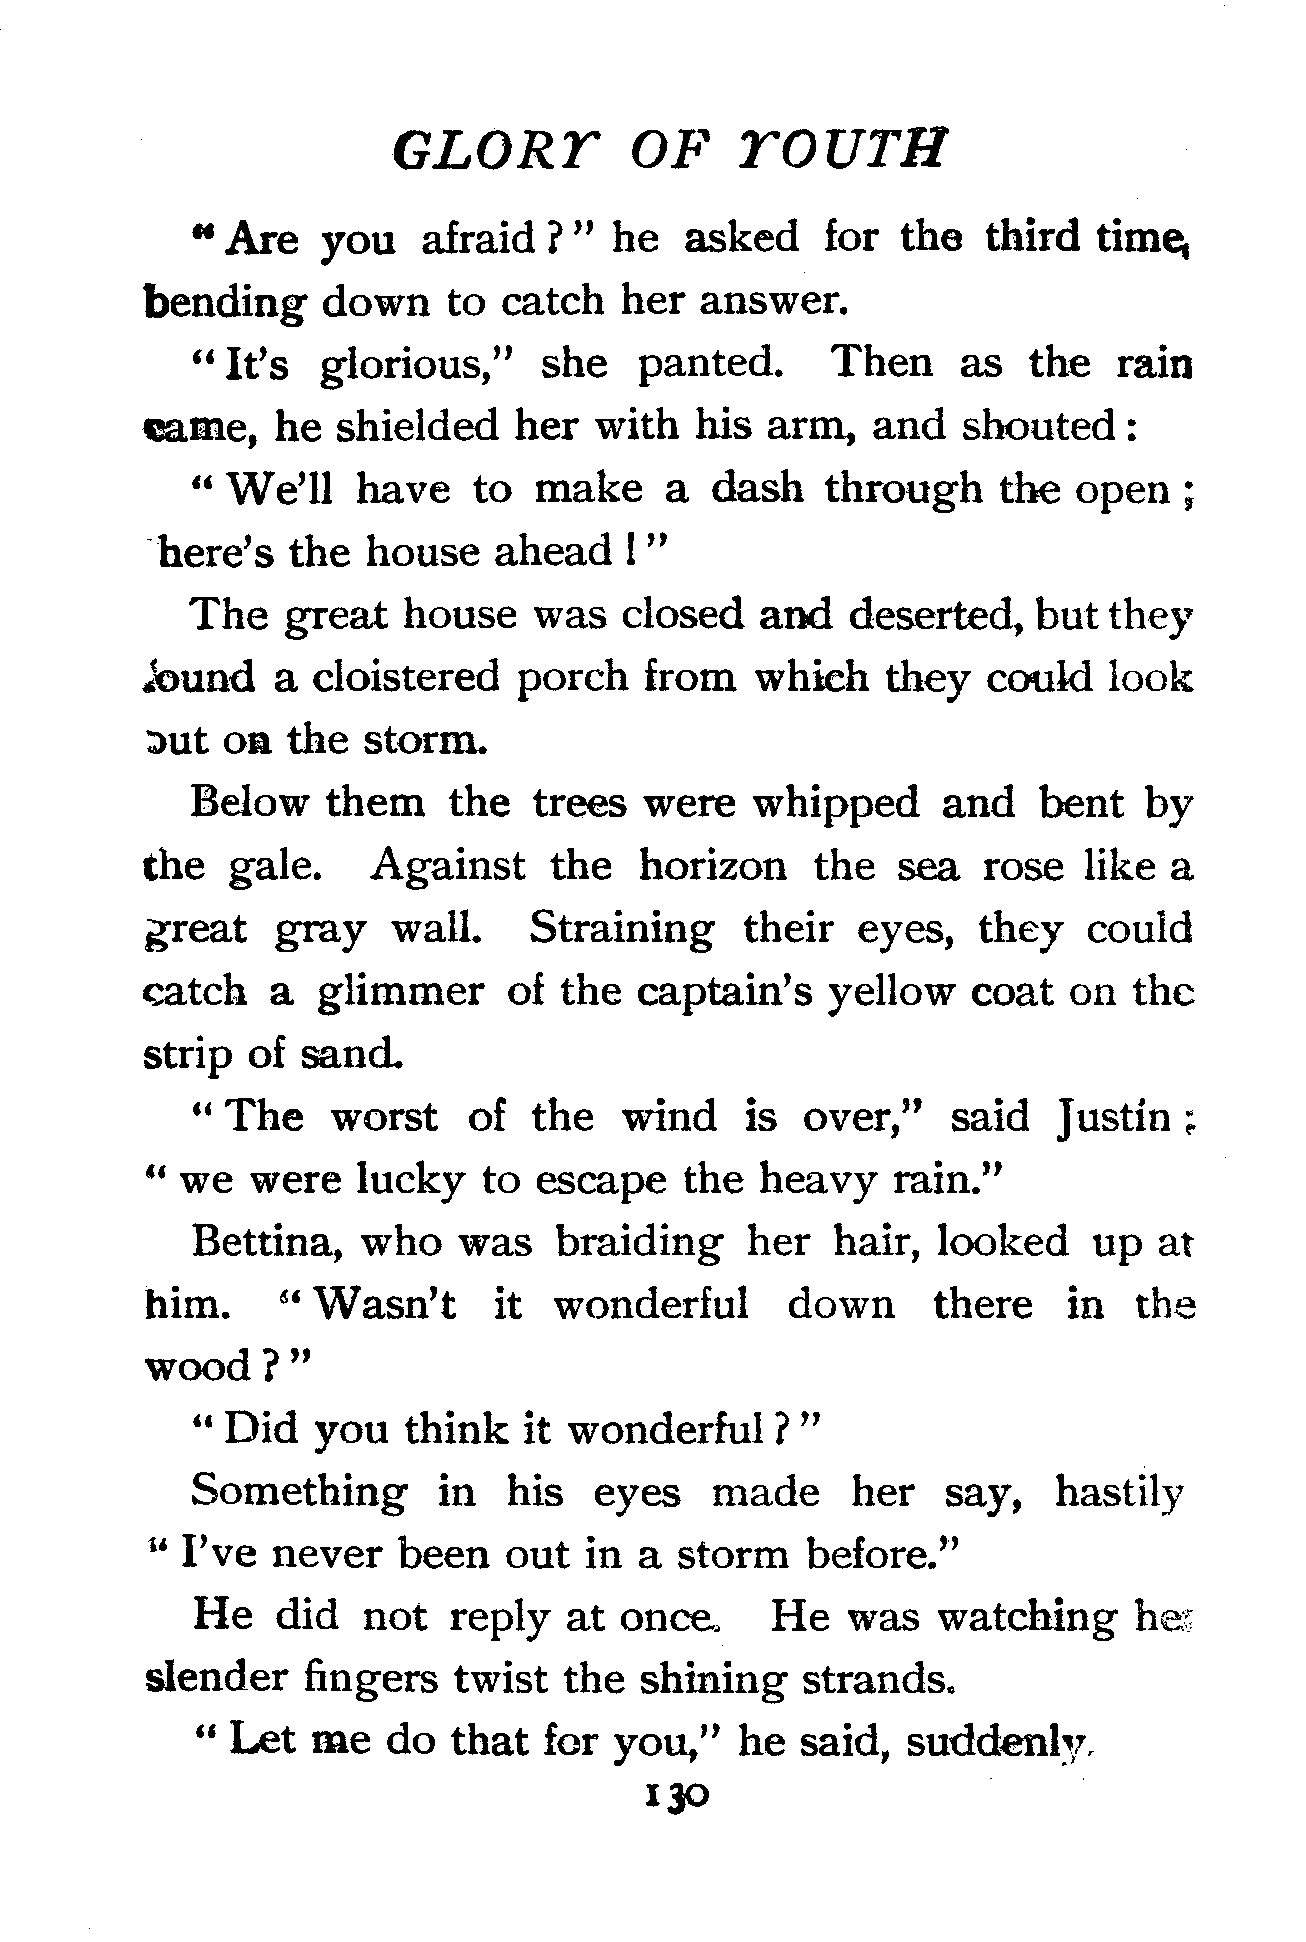 GLORY OF YOUTH
“Are you afraid?” he asked for the third time,
bending down to catch her answer.
“It’s glorious,” she panted. Then as the rain
came, he shielded her with his arm, and shouted:
“We’ll have to make a dash through the open;
here’s the house ahead!”
The great house was closed and deserted, but they
found a cloistered porch from which they could look
out on the storm.
Below them the trees were whipped and bent by
the gale. Against the horizon the sea rose like a
great gray wall. Straining their eyes, they could
catch a glimmer of the captain’s yellow coat on the
strip of sand.
“The worst of the wind is over,” said Justin;
“we were lucky to escape the heavy rain.”
Bettina, who was braiding her hair, looked up at
him. “Wasn’t it wonderful down there in the
wood?”
“Did you think it wonderful?”
Something in his eyes made her say, hastily
“I’ve never been out in a storm before.”
He did not reply at once. He was watching her
slender fingers twist the shining strands.
“Let me do that for you,” he said, suddenly.
130